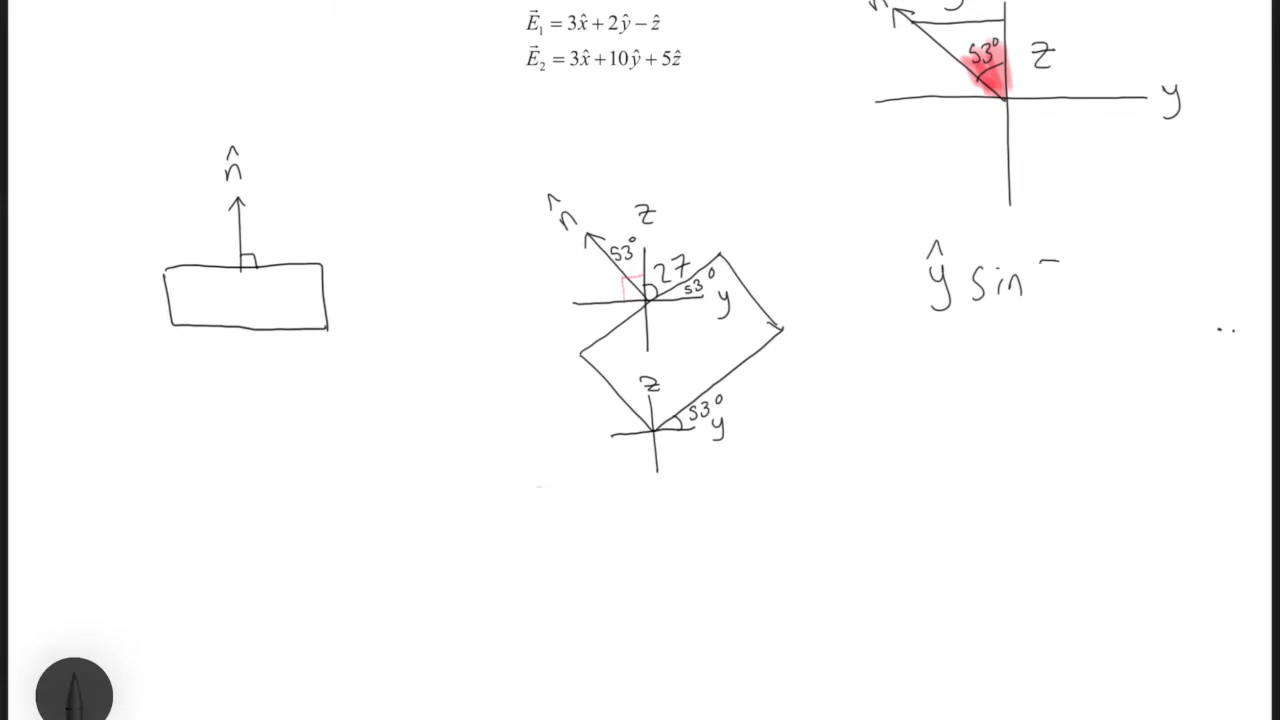 E⃗₁ = 3x̂ + 2ŷ − ẑ
E⃗₂ = 3x̂ + 10ŷ + 5ẑ
53°
z
y
n̂
n̂
z
53°
27
53°
y
ŷ sin
z
53°
y